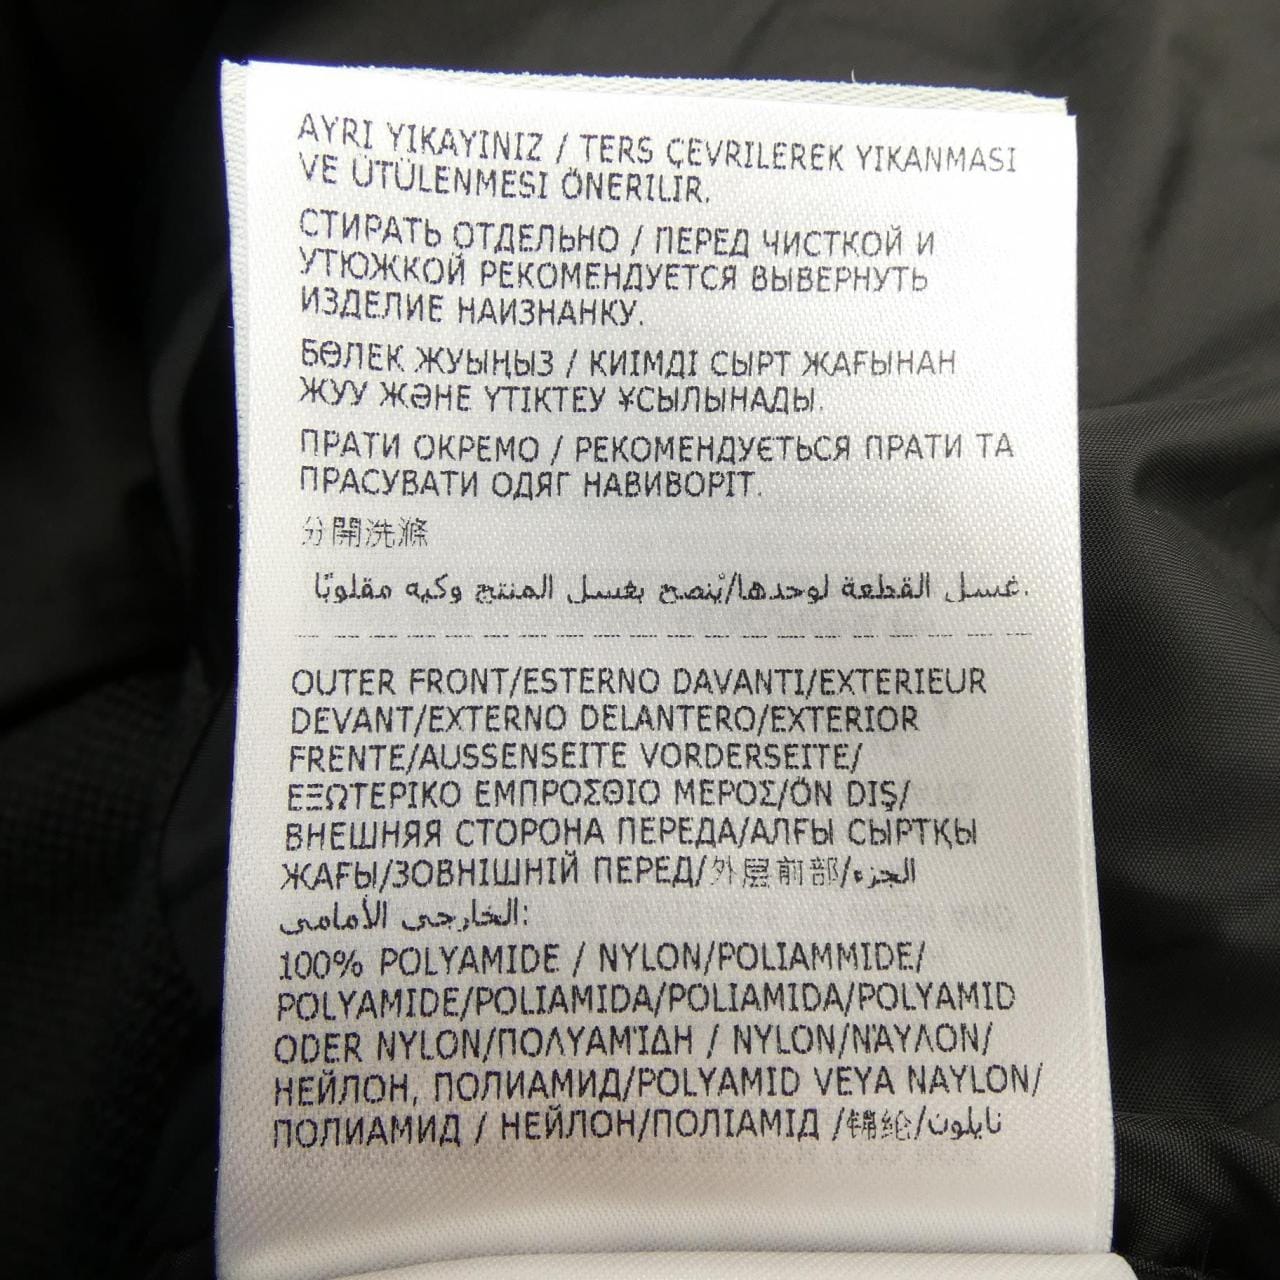 AYRI YIKAYINIZ / TERS ÇEVRILEREK YIKANMASI
VE ÜTÜLENMESI ÖNERILIR.
СТИРАТЬ ОТДЕЛЬНО / ПЕРЕД ЧИСТКОЙ И
УТЮЖКОЙ РЕКОМЕНДУЕТСЯ ВЫВЕРНУТЬ
ИЗДЕЛИЕ НАИЗНАНКУ.
БӨЛЕК ЖУЫҢЫЗ / КИІМДІ СЫРТ ЖАҒЫНАН
ЖУУ ЖӘНЕ ҮТІКТЕУ ҰСЫЛЫНАДЫ.
ПРАТИ ОКРЕМО / РЕКОМЕНДУЄТЬСЯ ПРАТИ ТА
ПРАСУВАТИ ОДЯГ НАВИВОРІТ.
分開洗滌
غسل القطعة لوحدها/يُنصح بغسل المنتج وكيه مقلوبًا.
OUTER FRONT/ESTERNO DAVANTI/EXTERIEUR
DEVANT/EXTERNO DELANTERO/EXTERIOR
FRENTE/AUSSENSEITE VORDERSEITE/
ΕΞΩΤΕΡΙΚΟ ΕΜΠΡΟΣΘΙΟ ΜΕΡΟΣ/ÖN DIŞ/
ВНЕШНЯЯ СТОРОНА ПЕРЕДА/АЛҒЫ СЫРТҚЫ
ЖАҒЫ/ЗОВНІШНІЙ ПЕРЕД/外层前部/الجزء
الخارجي الأمامي:
100% POLYAMIDE / NYLON/POLIAMMIDE/
POLYAMIDE/POLIAMIDA/POLIAMIDA/POLYAMID
ODER NYLON/ΠΟΛΥΑΜ'ΙΔΗ / NYLON/Ν'ΑΥΛΟΝ/
НЕЙЛОН, ПОЛИАМИД/POLYAMID VEYA NAYLON/
ПОЛИАМИД / НЕЙЛОН/ПОЛІАМІД /锦纶/نايلون